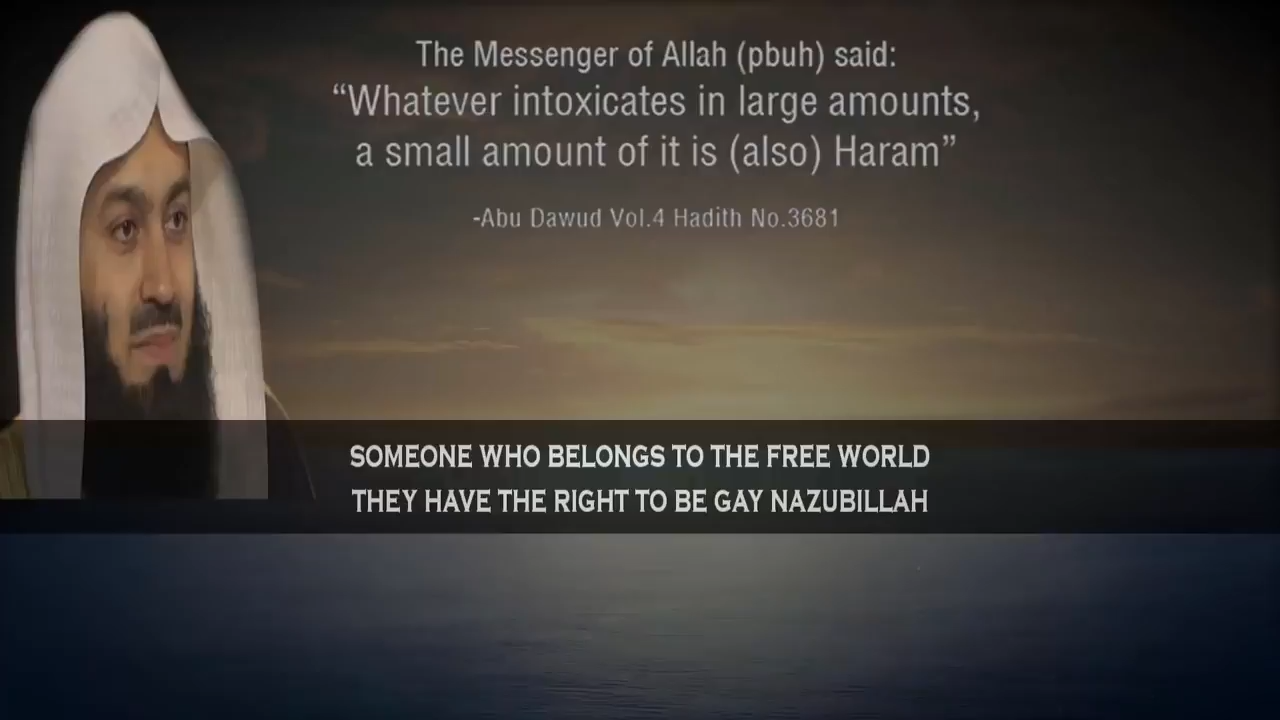 The Messenger of Allah (pbuh) said:
“Whatever intoxicates in large amounts,
a small amount of it is (also) Haram”
-Abu Dawud Vol.4 Hadith No.3681
SOMEONE WHO BELONGS TO THE FREE WORLD
THEY HAVE THE RIGHT TO BE GAY NAZUBILLAH